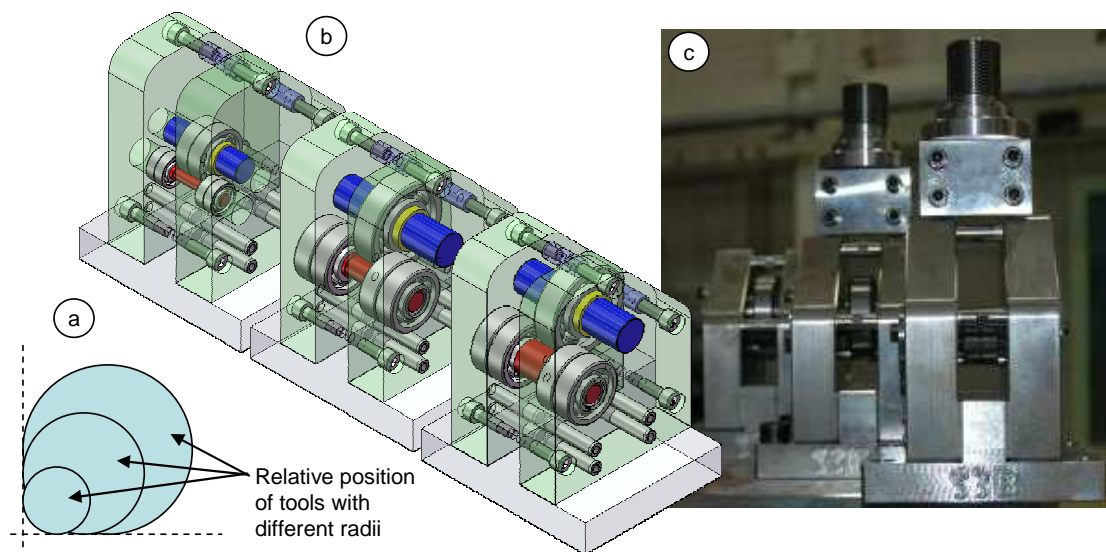 b
c
a
Relative position
of tools with
different radii